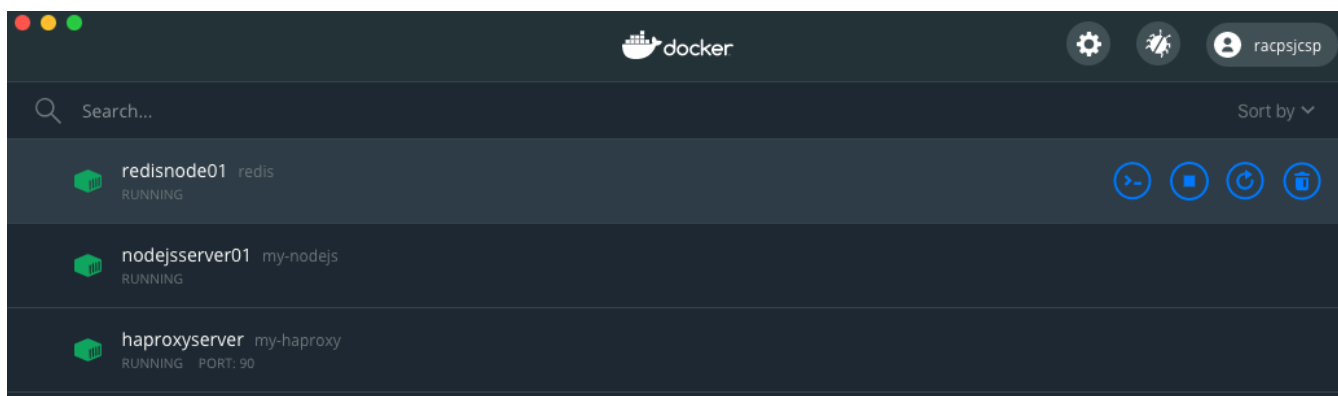 docker
racpsjcsp
Search...
Sort by
redisnode01 redis
RUNNING
nodejsserver01 my-nodejs
RUNNING
haproxyserver my-haproxy
RUNNING PORT: 90